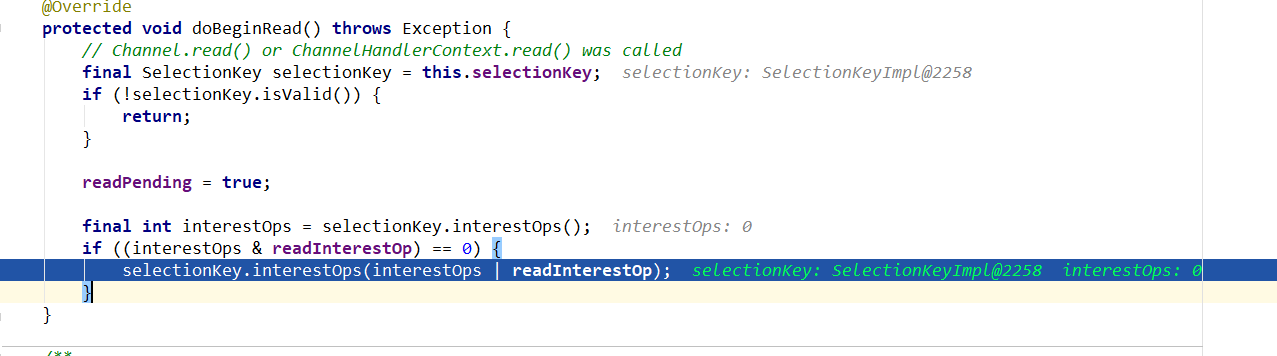 @Override
protected void doBeginRead() throws Exception {
// Channel.read() or ChannelHandlerContext.read() was called
final SelectionKey selectionKey = this.selectionKey; selectionKey: SelectionKeyImpl@2258
if (!selectionKey.isValid()) {
return;
}
readPending = true;
final int interestOps = selectionKey.interestOps(); interestOps: 0
if ((interestOps & readInterestOp) == 0) {
selectionKey.interestOps(interestOps | readInterestOp); selectionKey: SelectionKeyImpl@2258 interestOps: 0
}
}
/**